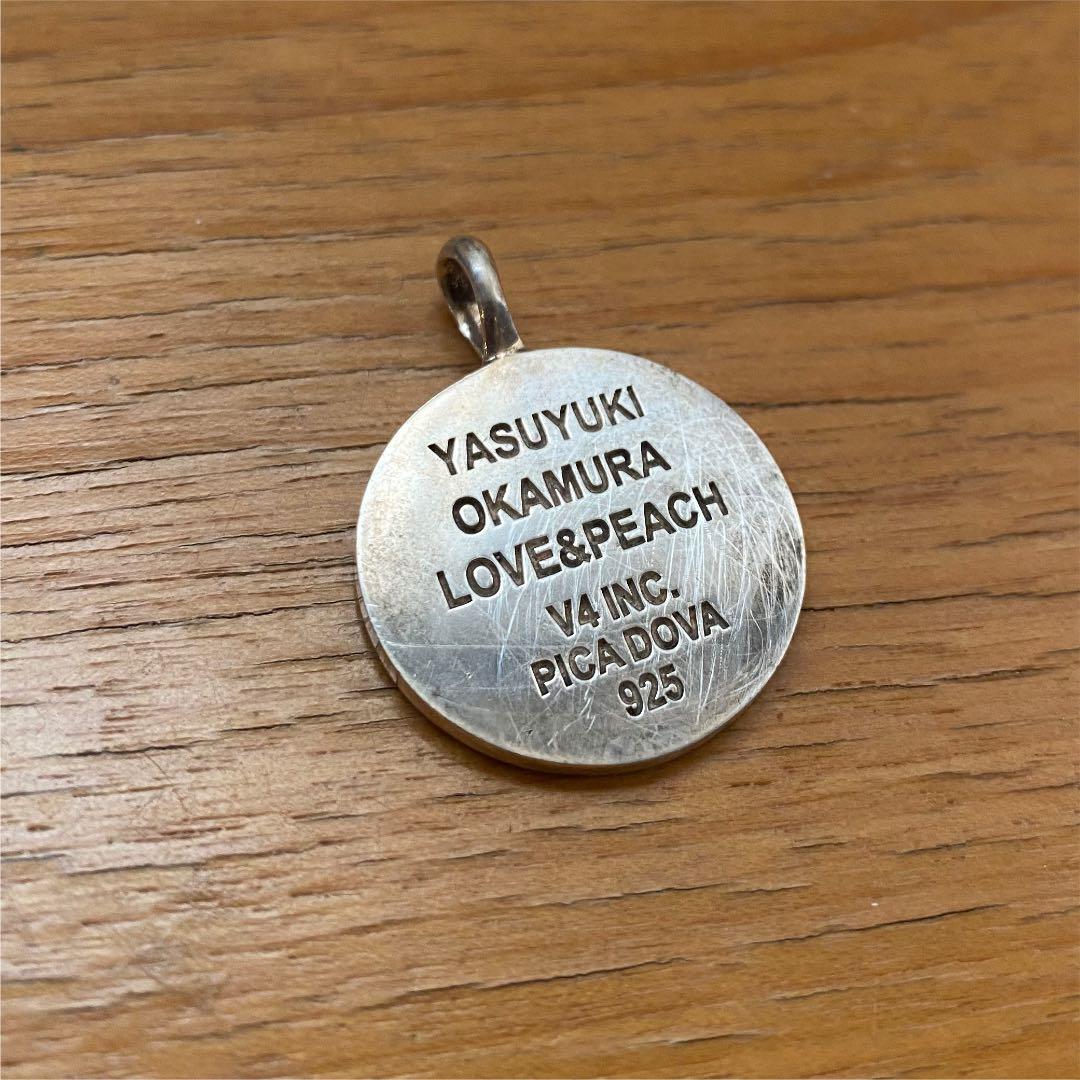 YASUYUKI
OKAMURA
LOVE&PEACH
V4 INC.
PICA DOVA
925